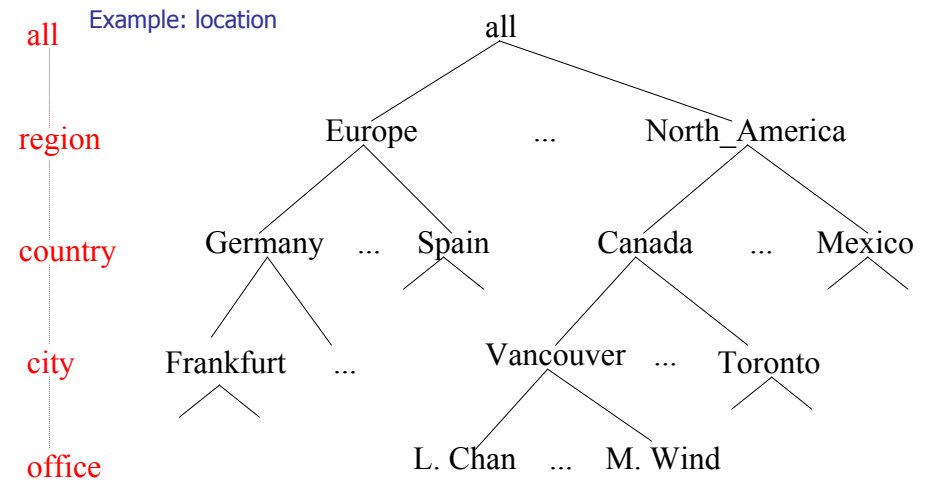 all Example: location all
region Europe ... North_America
country Germany ... Spain Canada ... Mexico
city Frankfurt ... Vancouver ... Toronto
office L. Chan ... M. Wind